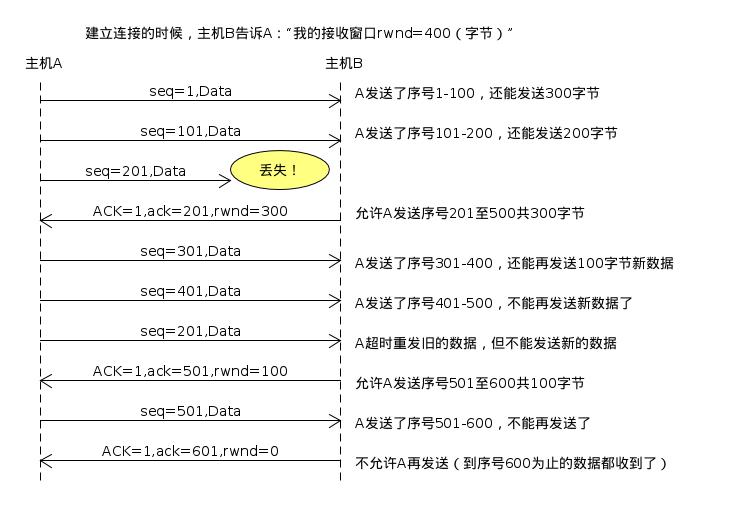 建立连接的时候，主机B告诉A：“我的接收窗口rwnd=400（字节）”
主机A
主机B
seq=1,Data
A发送了序号1-100，还能发送300字节
seq=101,Data
A发送了序号101-200，还能发送200字节
seq=201,Data
丢失！
ACK=1,ack=201,rwnd=300
允许A发送序号201至500共300字节
seq=301,Data
A发送了序号301-400，还能再发送100字节新数据
seq=401,Data
A发送了序号401-500，不能再发送新数据了
seq=201,Data
A超时重发旧的数据，但不能发送新的数据
ACK=1,ack=501,rwnd=100
允许A发送序号501至600共100字节
seq=501,Data
A发送了序号501-600，不能再发送了
ACK=1,ack=601,rwnd=0
不允许A再发送（到序号600为止的数据都收到了）